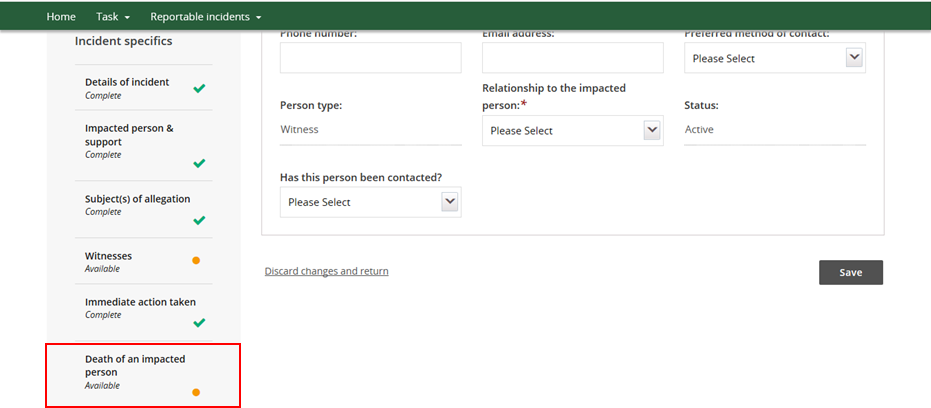 Home Task Reportable incidents
Incident specifics
Details of incident
Complete
Impacted person &
support
Complete
Subject(s) of allegation
Complete
Witnesses
Available
Immediate action taken
Complete
Death of an impacted
person
Available
Phone number: Email address: Preferred method of contact:
Please Select
Relationship to the impacted
Person type: person:* Status:
Witness Please Select Active
Has this person been contacted?
Please Select
Discard changes and return Save